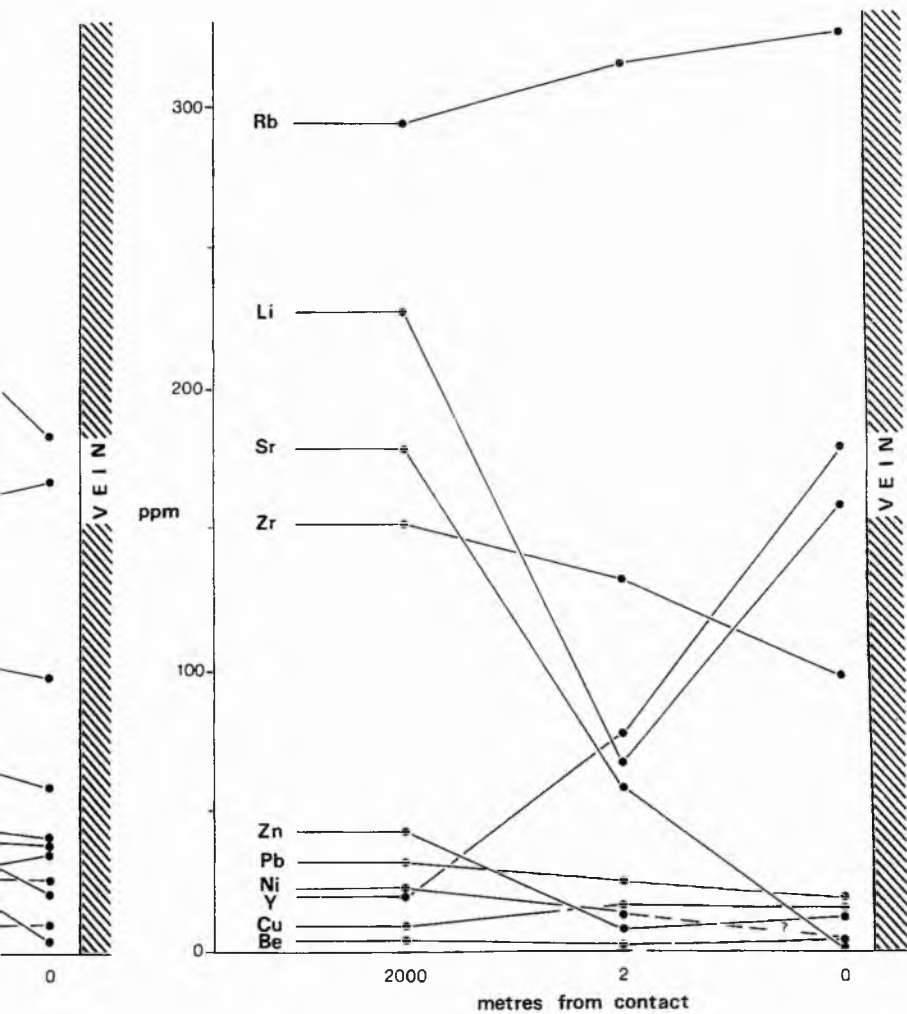 VEIN
0
ppm
300
200
100
0
Rb
Li
Sr
Zr
Zn
Pb
Ni
Y
Cu
Be
?
VEIN
2000 2 0
metres from contact